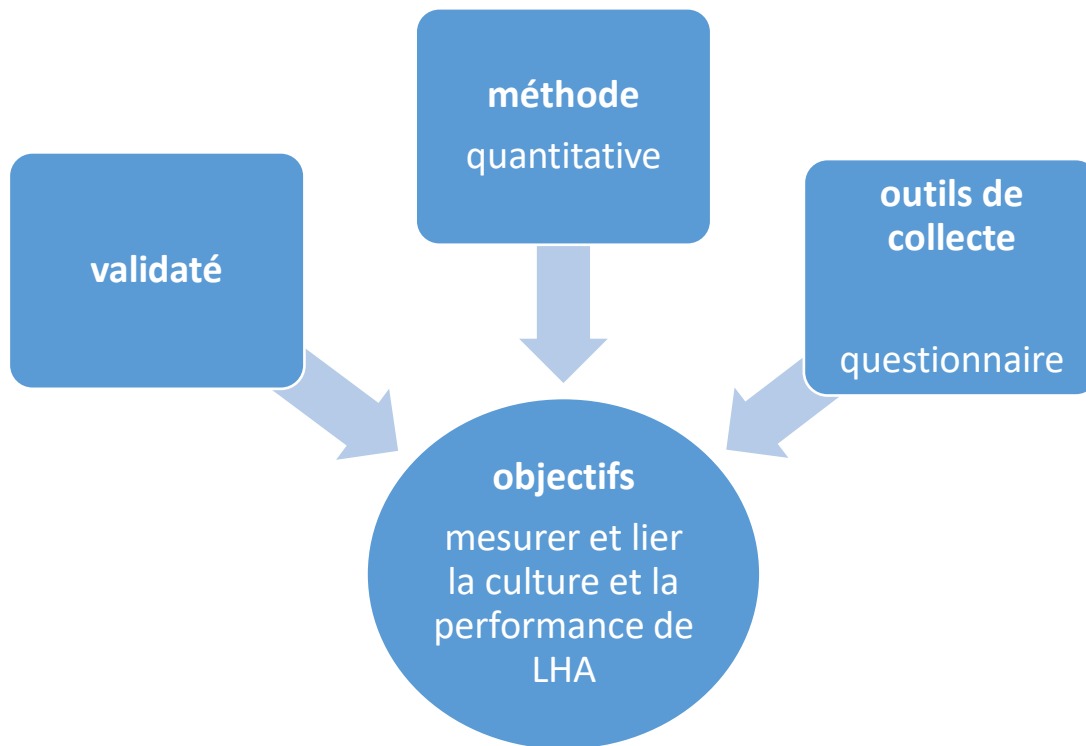 méthode
quantitative
validaté
outils de
collecte
questionnaire
objectifs
mesurer et lier
la culture et la
performance de
LHA